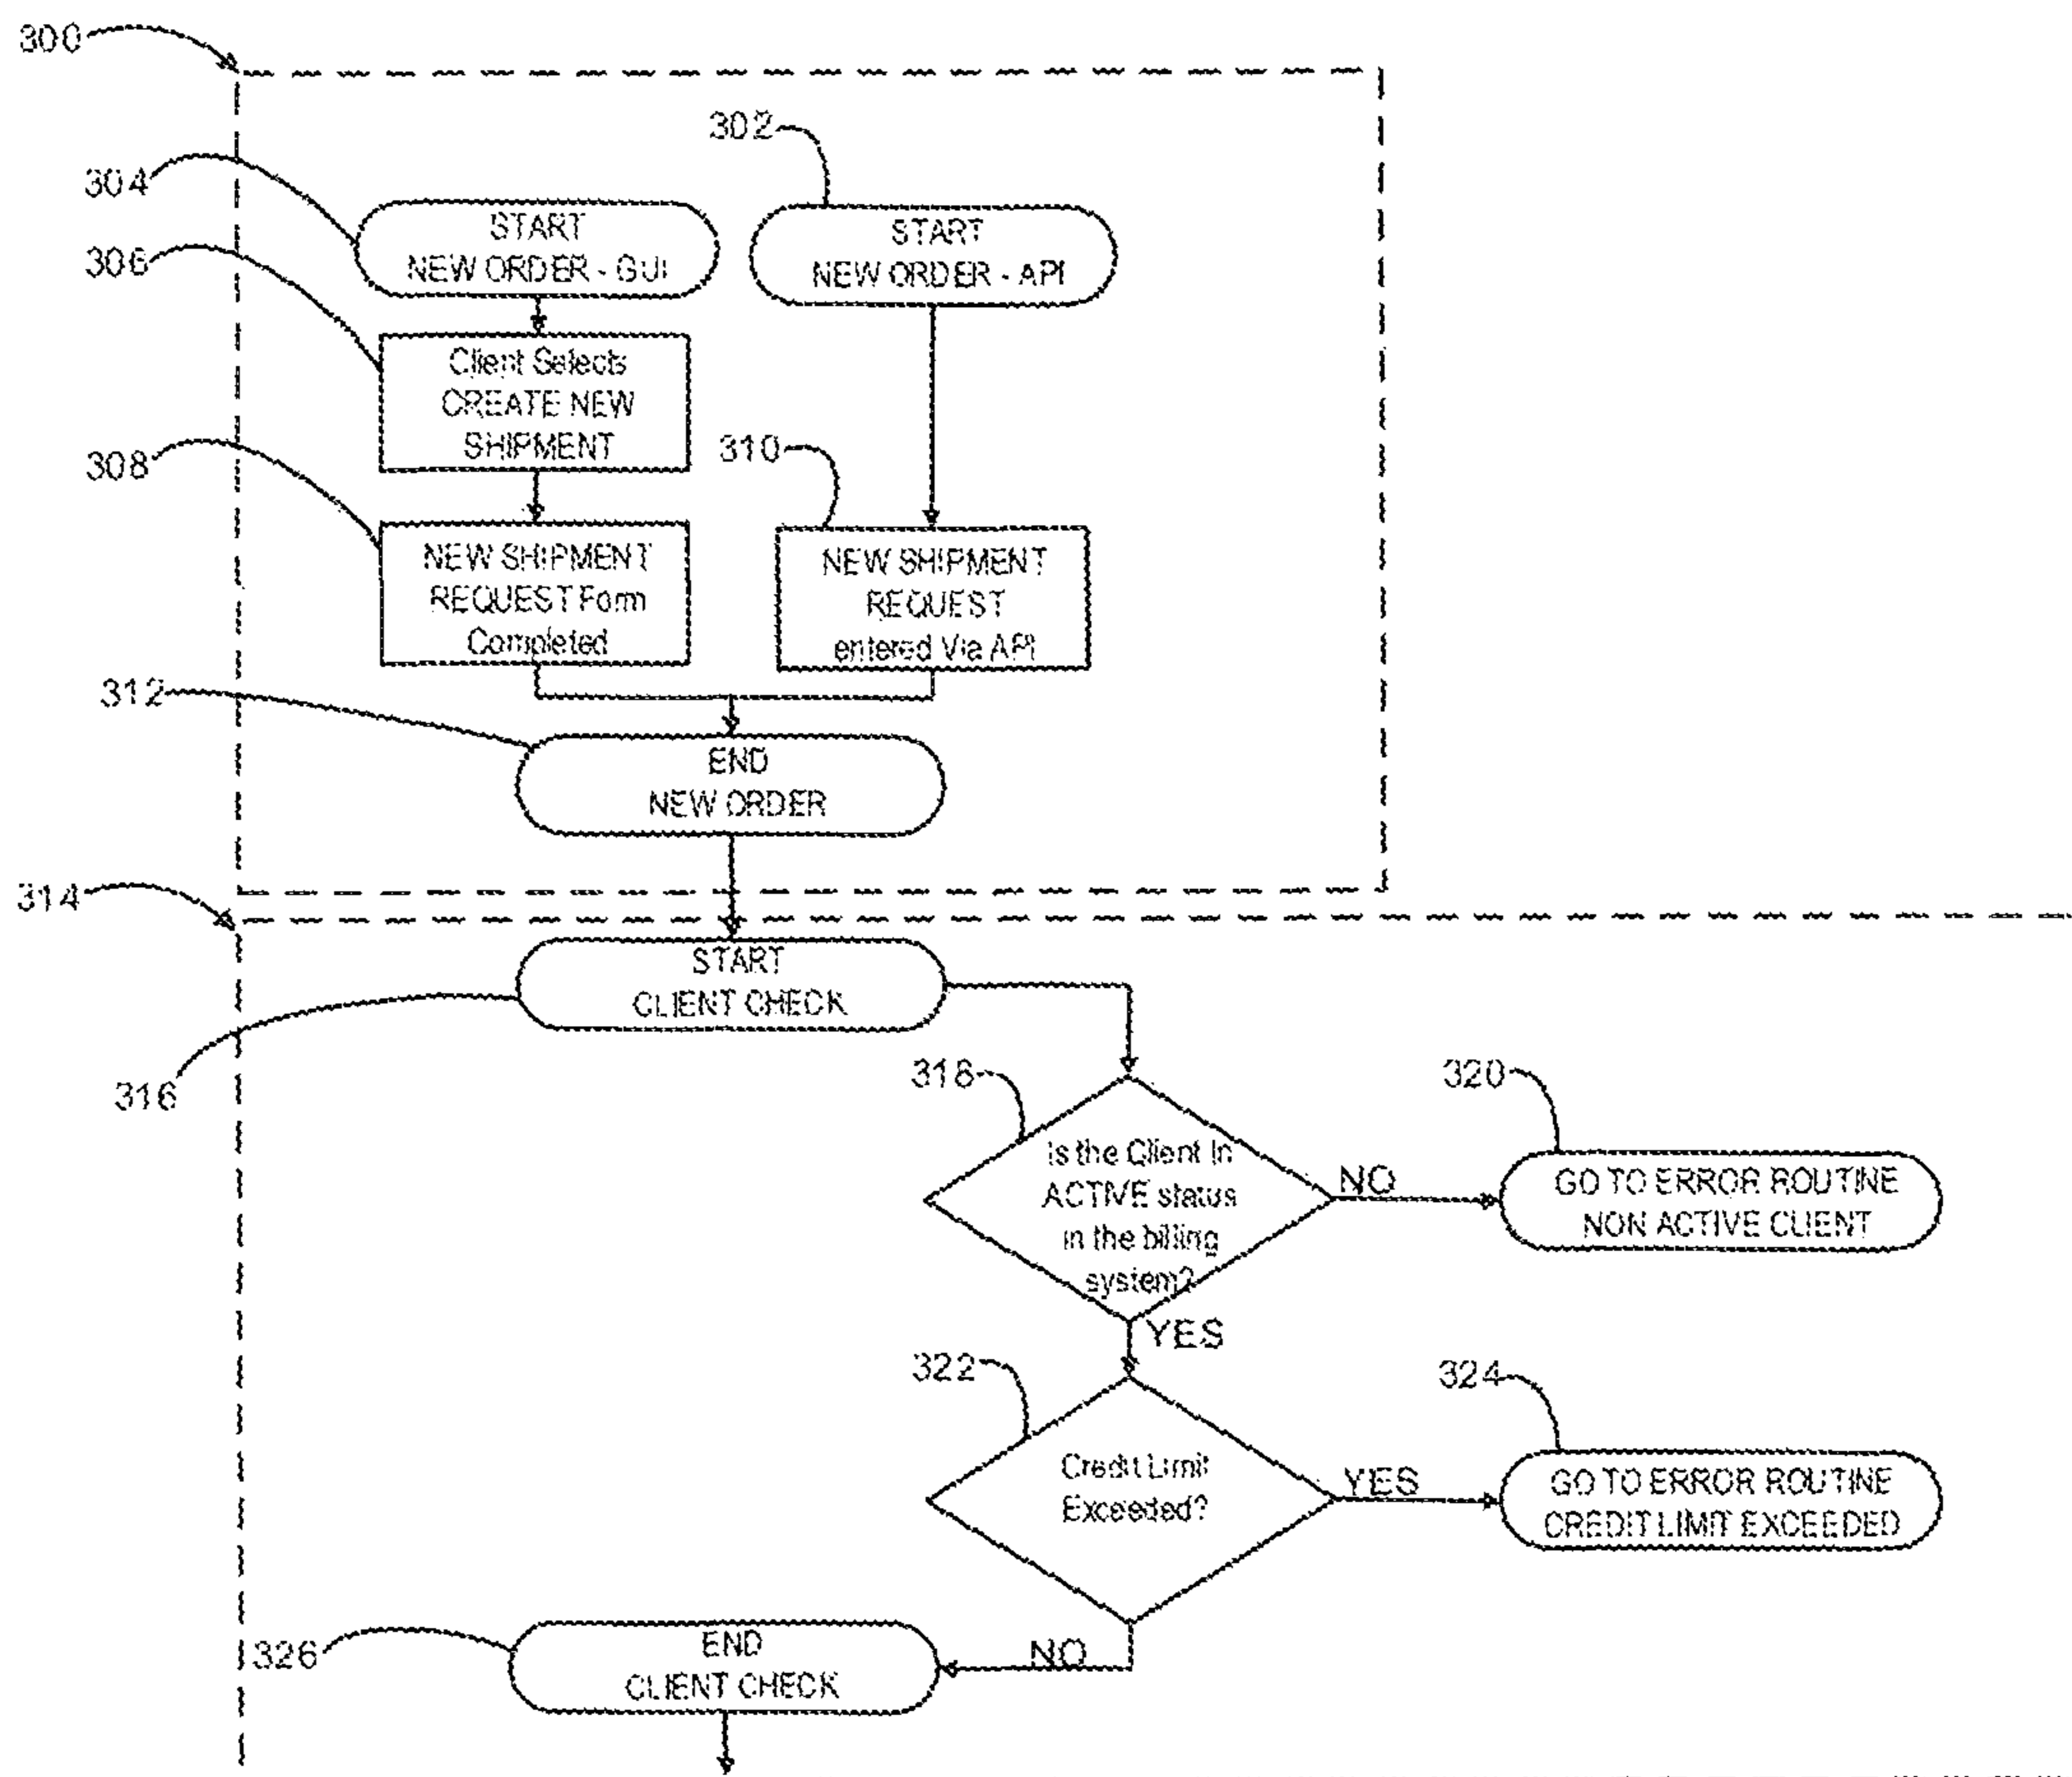 300
302
304
START
NEW ORDER - GUI
START
NEW ORDER - API
306
Client Selects
CREATE NEW
SHIPMENT
308
310
NEW SHIPMENT
REQUEST Form
Completed
NEW SHIPMENT
REQUEST
entered Via API
312
END
NEW ORDER
314
START
CLIENT CHECK
316
318
320
Is the Client In
ACTIVE status
in the billing
system?
NO
GO TO ERROR ROUTINE
NON ACTIVE CLIENT
YES
322
324
Credit Limit
Exceeded?
YES
GO TO ERROR ROUTINE
CREDIT LIMIT EXCEEDED
326
END
CLIENT CHECK
NO